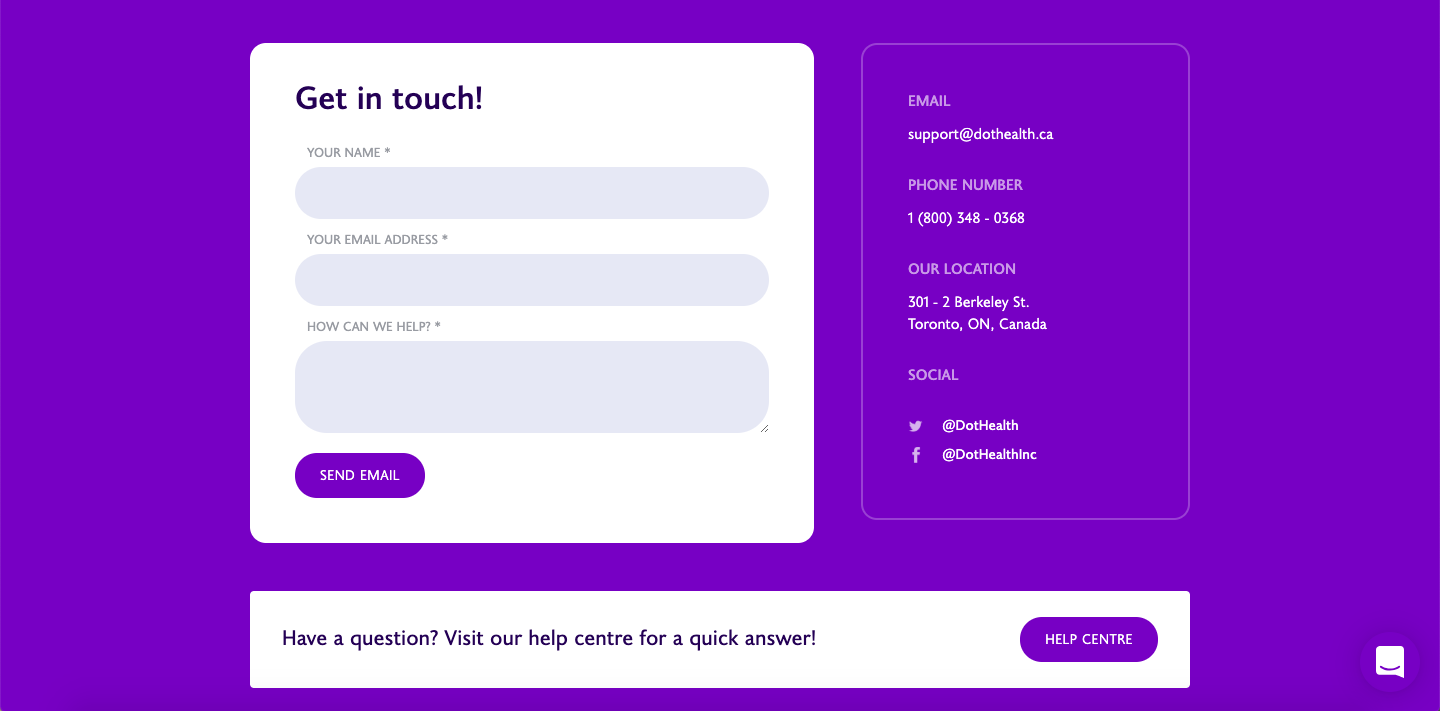 Get in touch!
YOUR NAME *
YOUR EMAIL ADDRESS *
HOW CAN WE HELP? *
SEND EMAIL
EMAIL
support@dothealth.ca
PHONE NUMBER
1 (800) 348 - 0368
OUR LOCATION
301 - 2 Berkeley St.
Toronto, ON, Canada
SOCIAL
@DotHealth
@DotHealthInc
Have a question? Visit our help centre for a quick answer!
HELP CENTRE